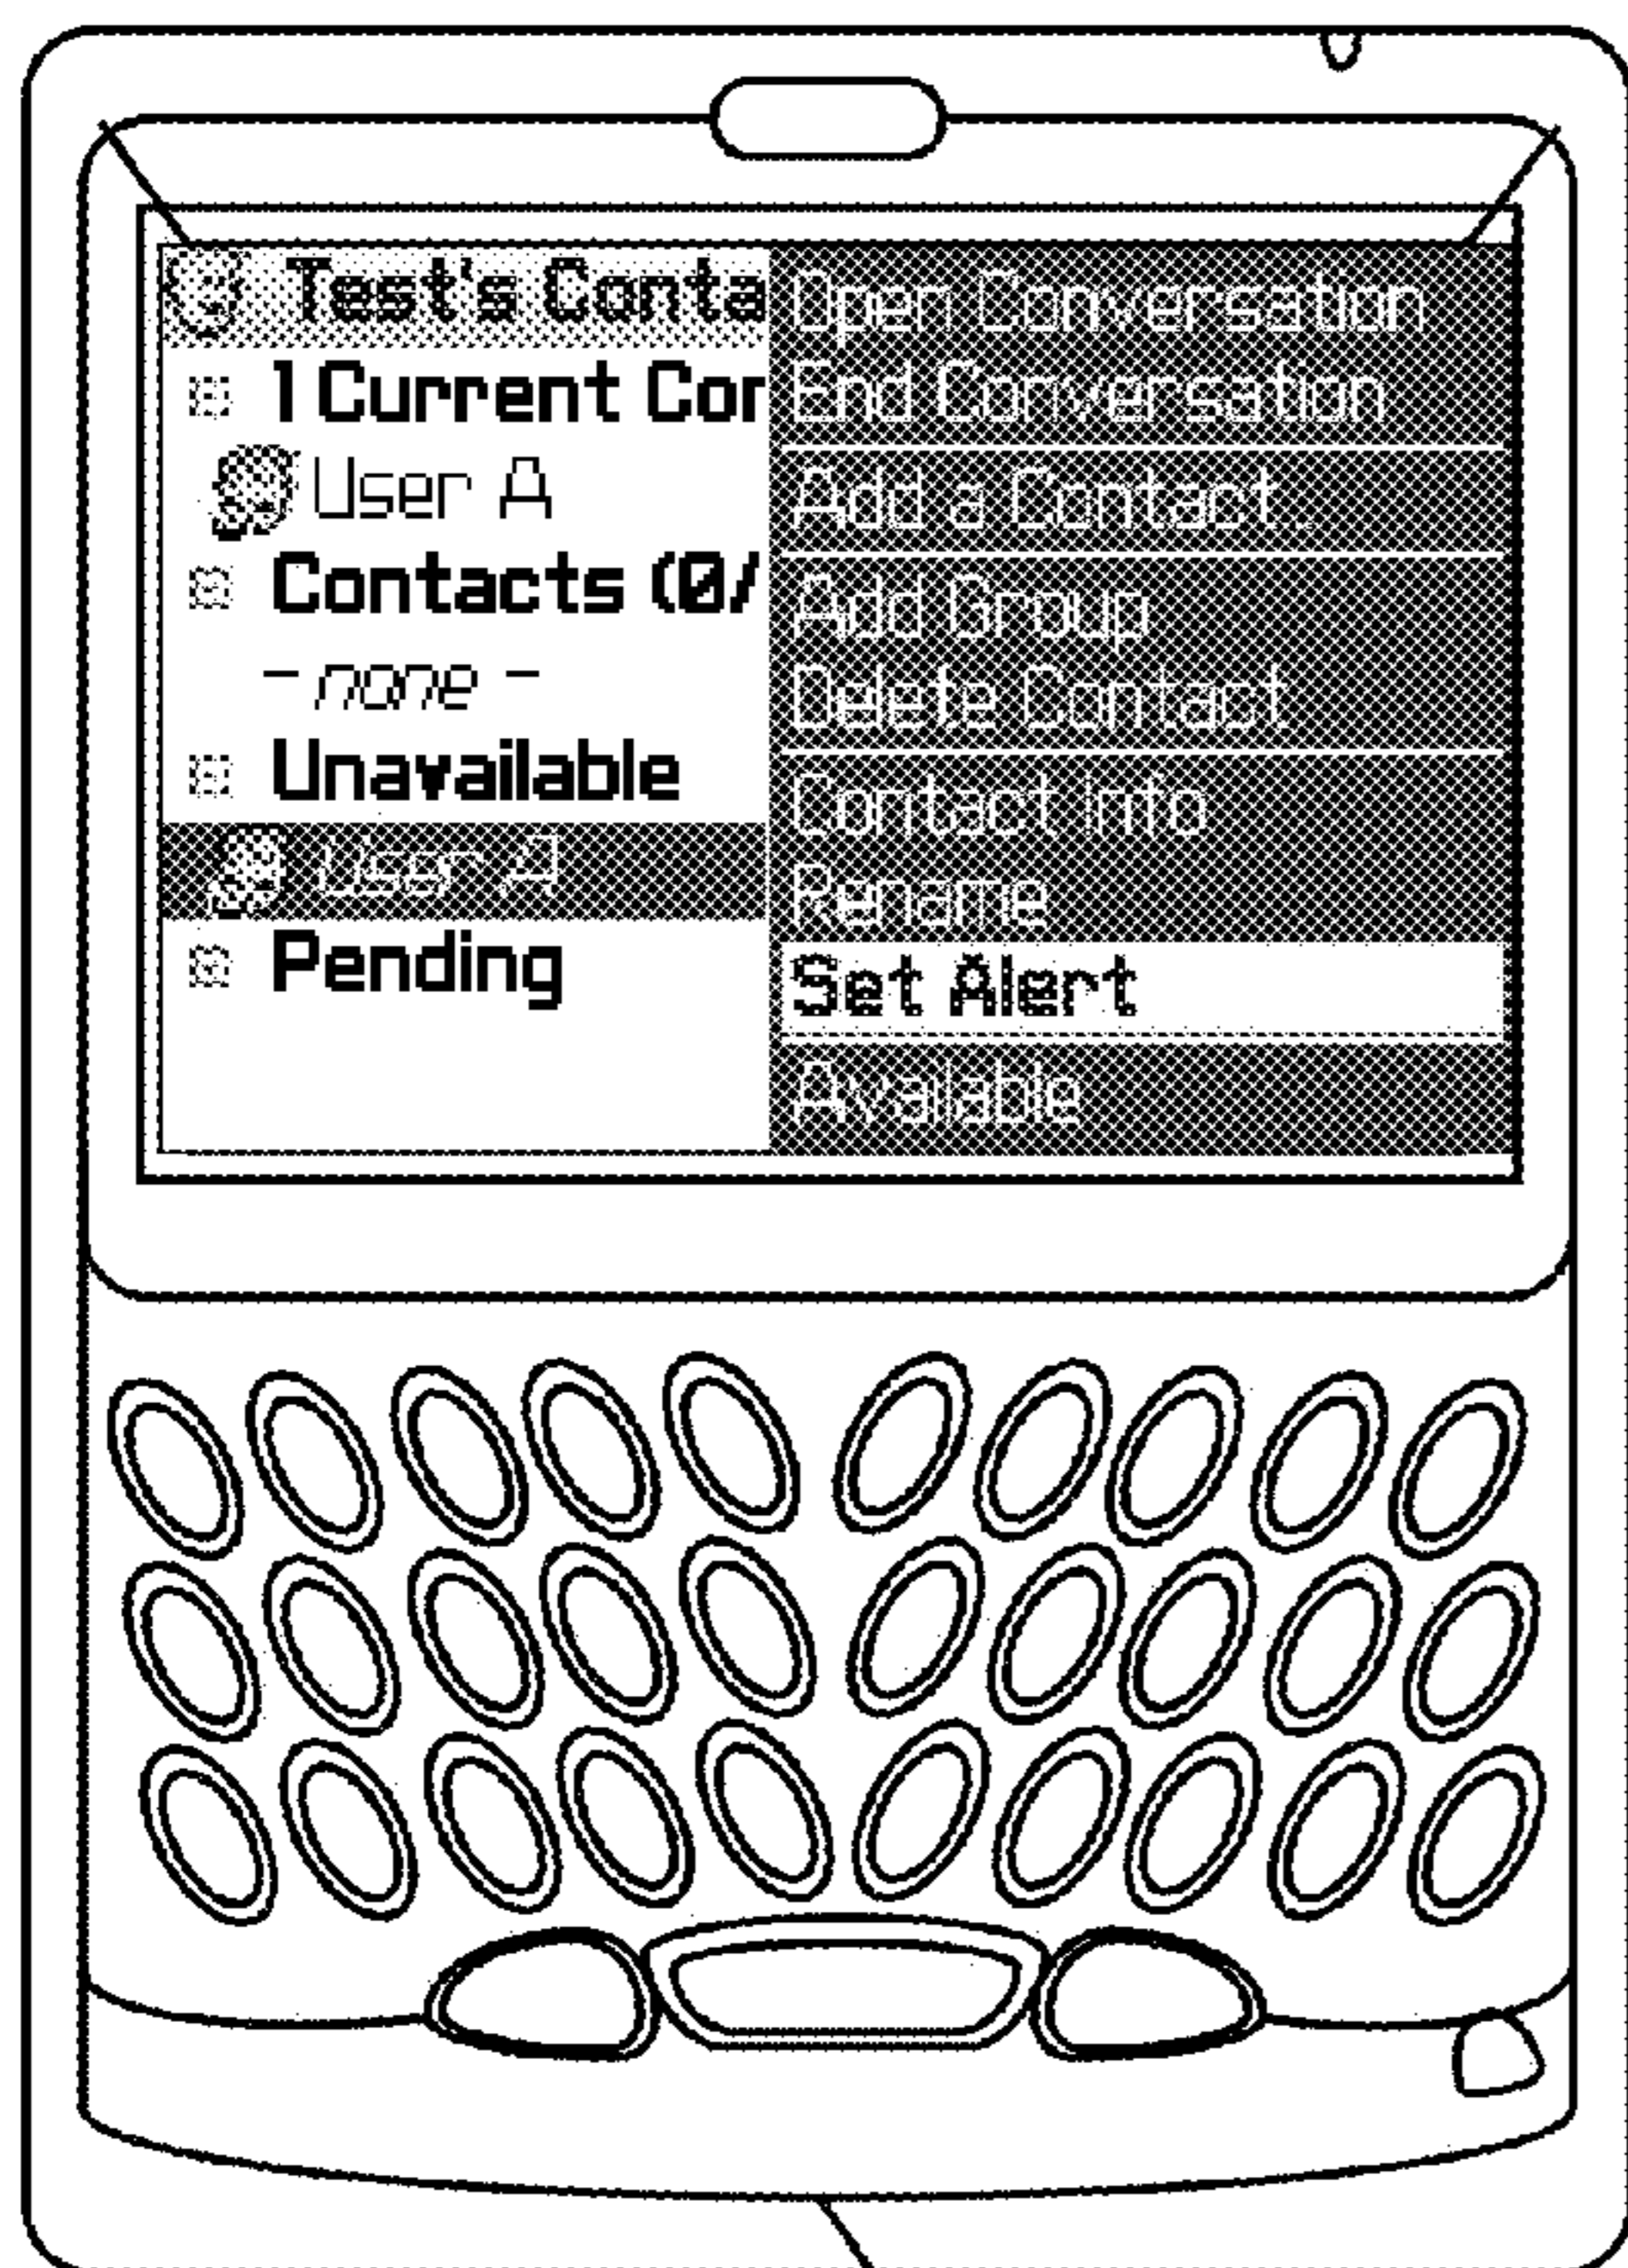 Test's Conta
1 Current Con
User A
Contacts (0/
- none -
Unavailable
User A
Pending
Open Conversation
End Conversation
Add a Contact..
Add Group
Delete Contact
Contact Info
Rename
Set Alert
Available